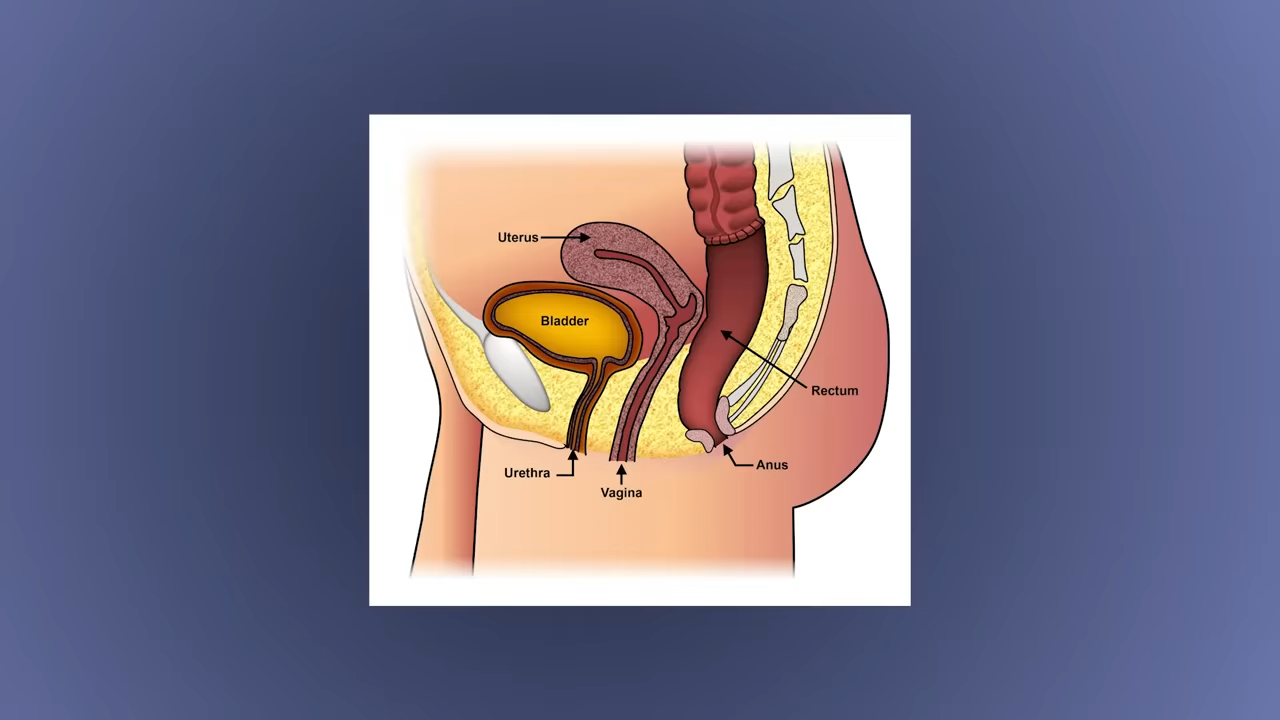 Uterus
Bladder
Rectum
Anus
Urethra
Vagina